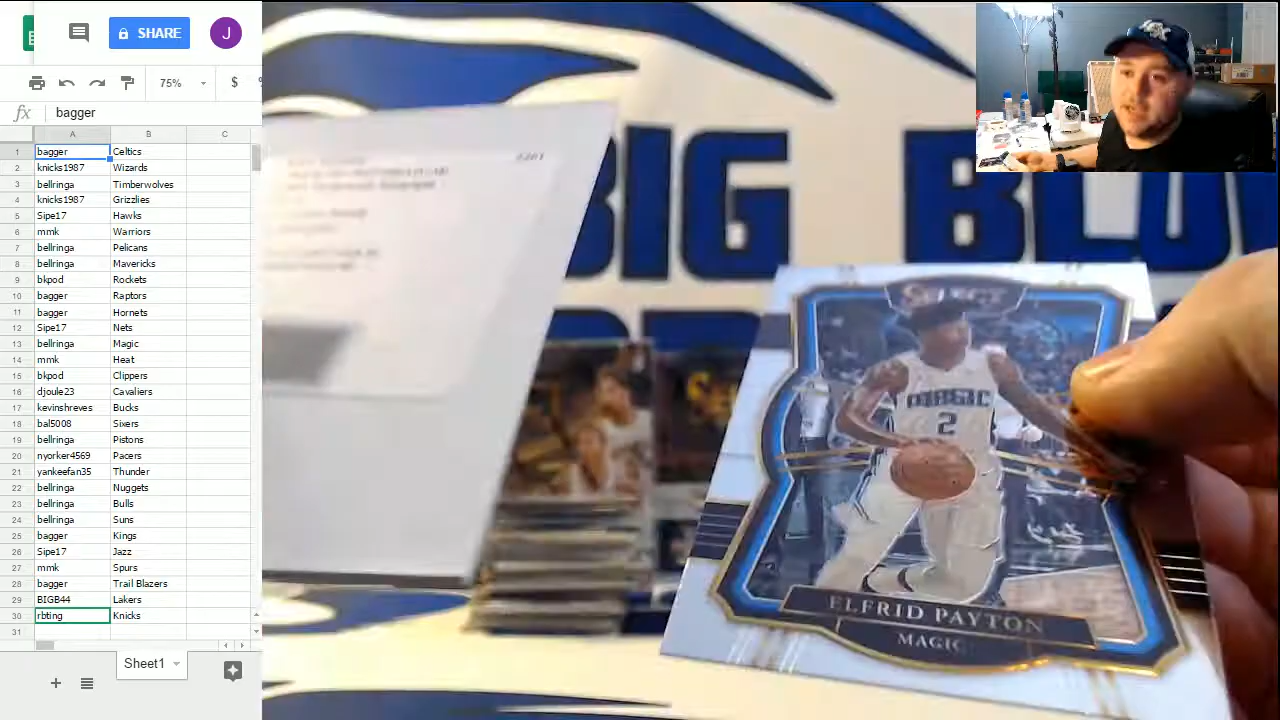 SHARE
J
75%
$
fx bagger
A B C
1 bagger Celtics
2 knicks1987 Wizards
3 bellringa Timberwolves
4 knicks1987 Grizzlies
5 Sipe17 Hawks
6 mmk Warriors
7 bellringa Pelicans
8 bellringa Mavericks
9 bkpod Rockets
10 bagger Raptors
11 bagger Hornets
12 Sipe17 Nets
13 bellringa Magic
14 mmk Heat
15 bkpod Clippers
16 djoule23 Cavaliers
17 kevinshreves Bucks
18 bal5008 Sixers
19 bellringa Pistons
20 nyorker4569 Pacers
21 yankeefan35 Thunder
22 bellringa Nuggets
23 bellringa Bulls
24 bellringa Suns
25 bagger Kings
26 Sipe17 Jazz
27 mmk Spurs
28 bagger Trail Blazers
29 BIGB44 Lakers
30 rbting Knicks
31
Sheet1
BIG BLUE
SELECT
MAGIC
2
ELFRID PAYTON
MAGIC